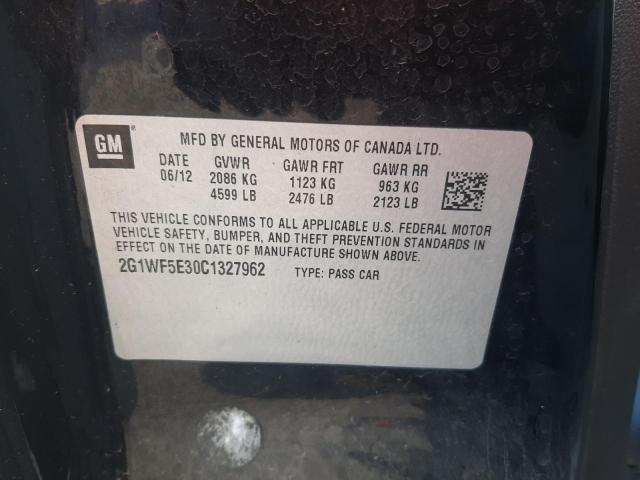 GM ®
MFD BY GENERAL MOTORS OF CANADA LTD.
DATE GVWR GAWR FRT GAWR RR
06/12 2086 KG 1123 KG 963 KG
4599 LB 2476 LB 2123 LB
THIS VEHICLE CONFORMS TO ALL APPLICABLE U.S. FEDERAL MOTOR
VEHICLE SAFETY, BUMPER, AND THEFT PREVENTION STANDARDS IN
EFFECT ON THE DATE OF MANUFACTURE SHOWN ABOVE.
2G1WF5E30C1327962 TYPE: PASS CAR